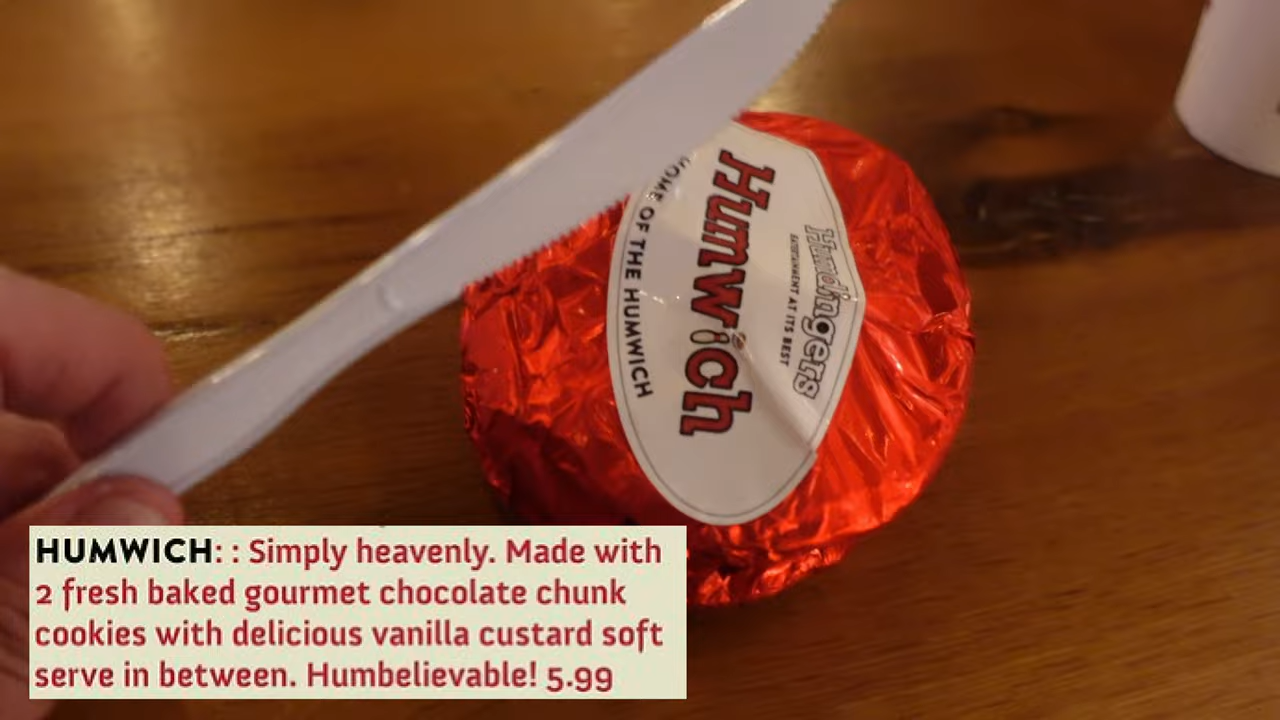 Humdingers
ENTERTAINMENT AT ITS BEST
Humwich
HOME OF THE HUMWICH
HUMWICH: : Simply heavenly. Made with
2 fresh baked gourmet chocolate chunk
cookies with delicious vanilla custard soft
serve in between. Humbelievable! 5.99